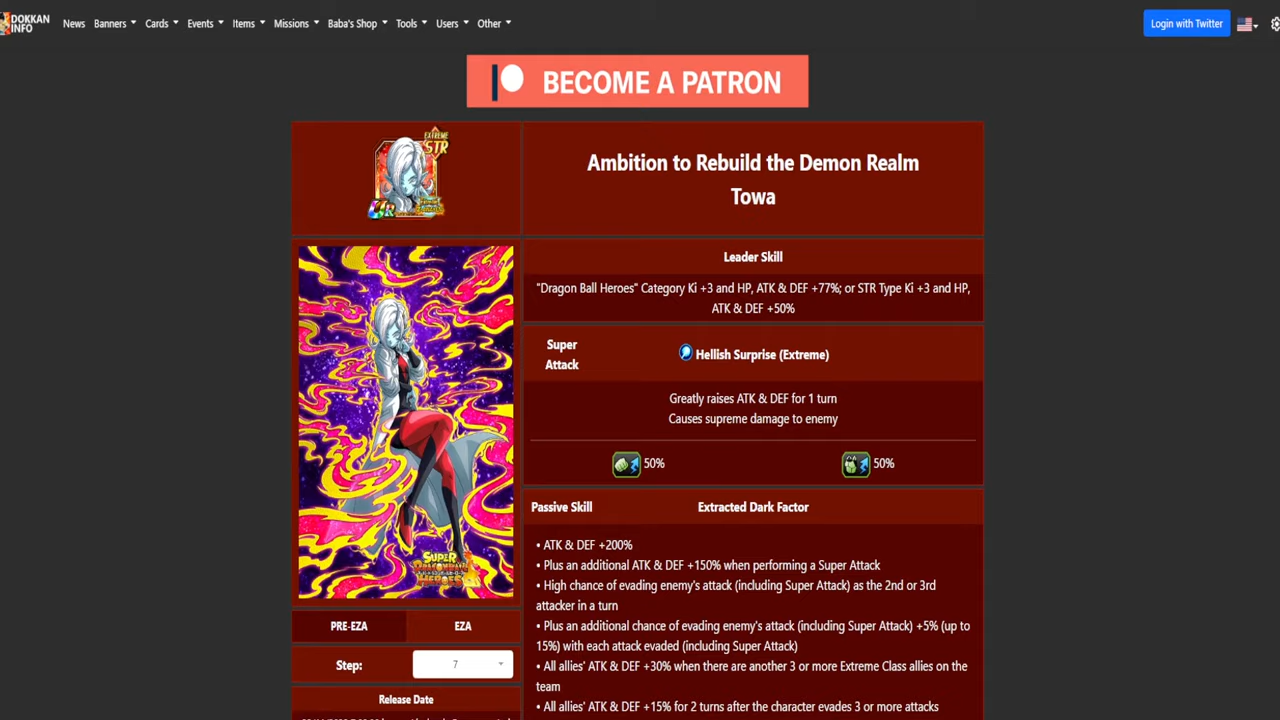 DOKKAN
INFO
News
Banners
Cards
Events
Items
Missions
Baba's Shop
Tools
Users
Other
Login with Twitter
BECOME A PATRON
EXTREME
STR
UR
Ambition to Rebuild the Demon Realm
Towa
Leader Skill
"Dragon Ball Heroes" Category Ki +3 and HP, ATK & DEF +77%; or STR Type Ki +3 and HP,
ATK & DEF +50%
Super
Attack
Hellish Surprise (Extreme)
Greatly raises ATK & DEF for 1 turn
Causes supreme damage to enemy
50%
50%
Passive Skill
Extracted Dark Factor
• ATK & DEF +200%
• Plus an additional ATK & DEF +150% when performing a Super Attack
• High chance of evading enemy's attack (including Super Attack) as the 2nd or 3rd
attacker in a turn
• Plus an additional chance of evading enemy's attack (including Super Attack) +5% (up to
15%) with each attack evaded (including Super Attack)
• All allies' ATK & DEF +30% when there are another 3 or more Extreme Class allies on the
team
• All allies' ATK & DEF +15% for 2 turns after the character evades 3 or more attacks
SUPER
HEROES
PRE-EZA
EZA
Step:
7
Release Date